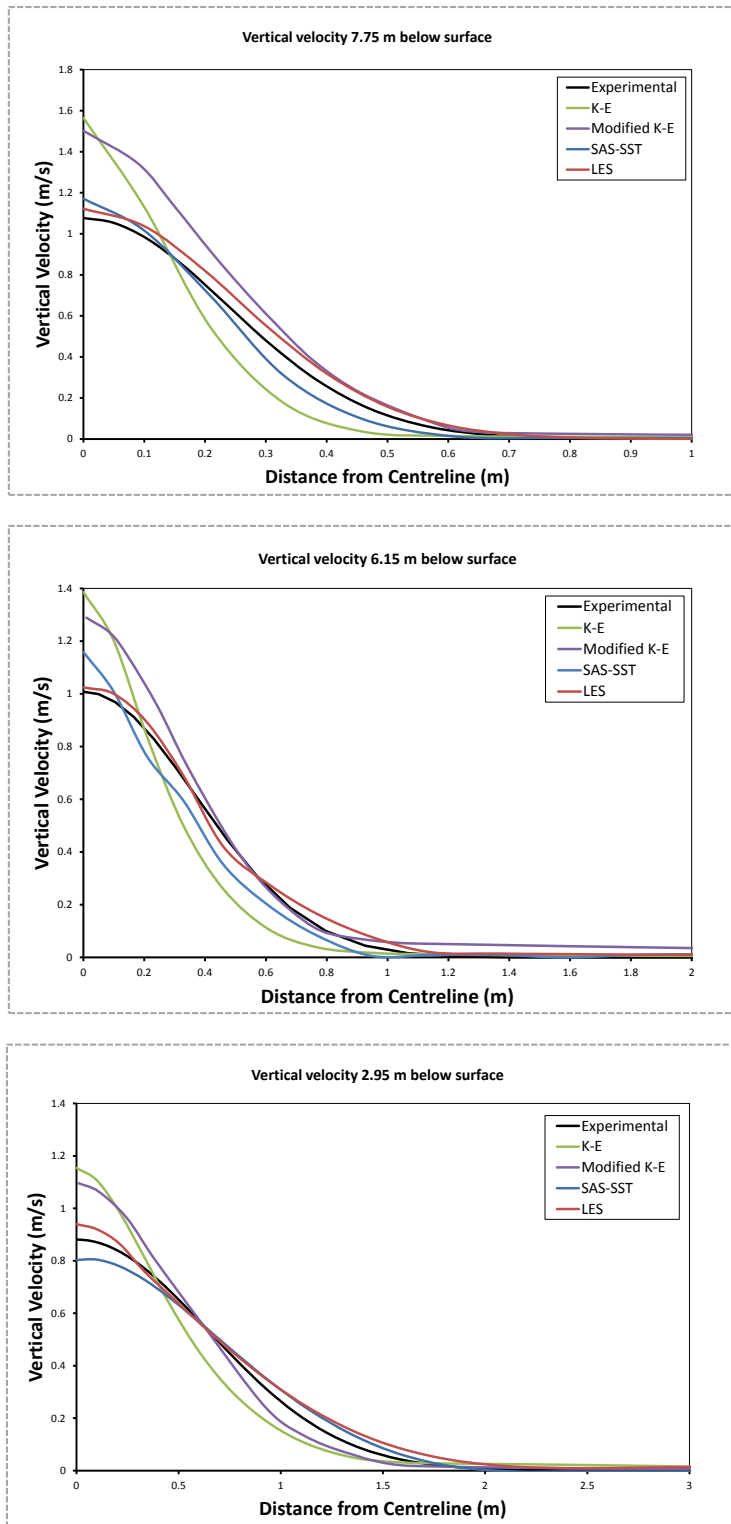 Vertical velocity 7.75 m below surface
1.8
1.6
1.4
1.2
1
0.8
0.6
0.4
0.2
0
Vertical Velocity (m/s)
Experimental
K-E
Modified K-E
SAS-SST
LES
0 0.1 0.2 0.3 0.4 0.5 0.6 0.7 0.8 0.9 1
Distance from Centreline (m)
Vertical velocity 6.15 m below surface
1.4
1.2
1
0.8
0.6
0.4
0.2
0
Vertical Velocity (m/s)
Experimental
K-E
Modified K-E
SAS-SST
LES
0 0.2 0.4 0.6 0.8 1 1.2 1.4 1.6 1.8 2
Distance from Centreline (m)
Vertical velocity 2.95 m below surface
1.4
1.2
1
0.8
0.6
0.4
0.2
0
Vertical Velocity (m/s)
Experimental
K-E
Modified K-E
SAS-SST
LES
0 0.5 1 1.5 2 2.5 3
Distance from Centreline (m)